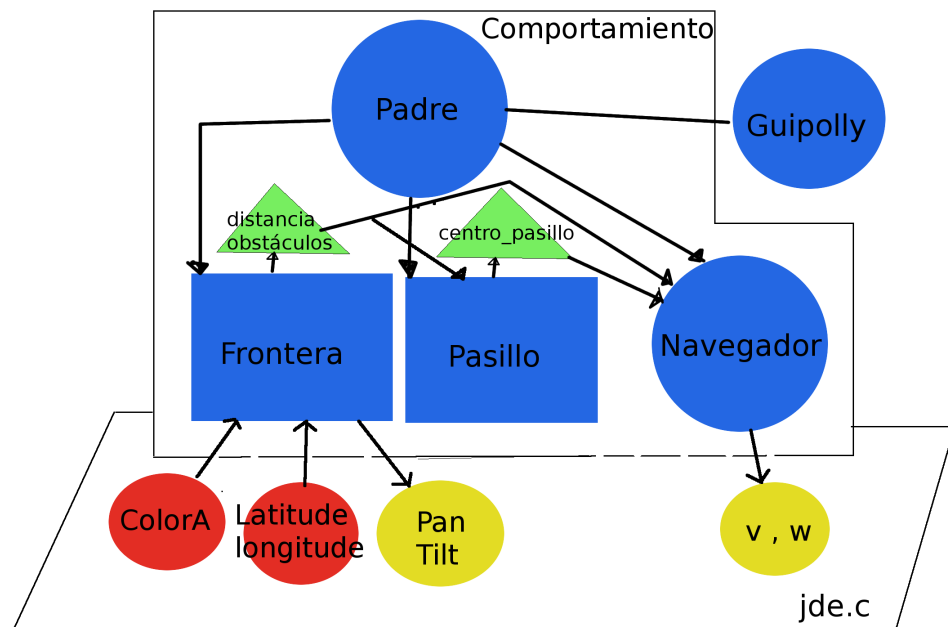 Comportamiento
Padre
Guipolly
distancia
obstáculos
centro_pasillo
Frontera
Pasillo
Navegador
ColorA
Latitude
longitude
Pan
Tilt
v , w
jde.c